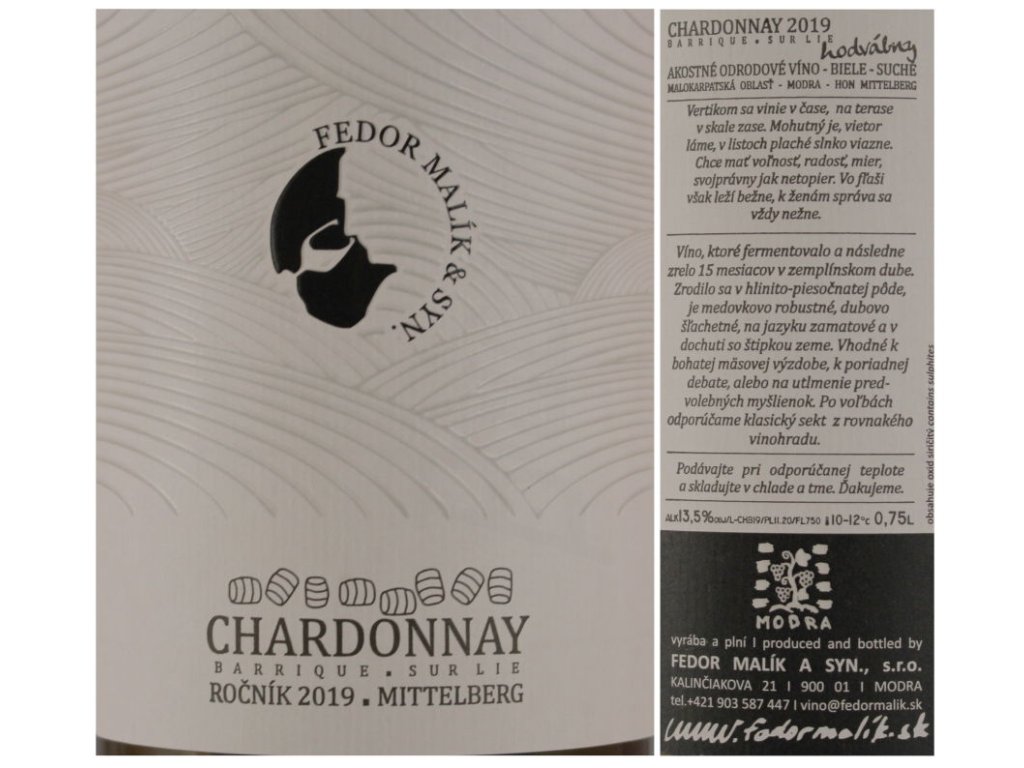 FEDOR MALÍK & SYN.
CHARDONNAY
BARRIQUE . SUR LIE
ROČNÍK 2019 . MITTELBERG
CHARDONNAY 2019
BARRIQUE . SUR LIE
hodvábny
AKOSTNÉ ODRODOVÉ VÍNO - BIELE - SUCHÉ
MALOKARPATSKÁ OBLASŤ - MODRA - HON MITTELBERG
Vertikom sa vinie v čase, na terase
v skale zase. Mohutný je, vietor
láme, v listoch plaché slnko viazne.
Chce mať voľnosť, radosť, mier,
svojprávny jak netopier. Vo fľaši
však leží bežne, k ženám správa sa
vždy nežne.
Víno, ktoré fermentovalo a následne
zrelo 15 mesiacov v zemplínskom dube.
Zrodilo sa v hlinito-piesočnatej pôde,
je medovkovo robustné, dubovo
šľachetné, na jazyku zamatové a v
dochuti so štipkou zeme. Vhodné k
bohatej mäsovej výzdobe, k poriadnej
debate, alebo na utlmenie pred-
volebných myšlienok. Po voľbách
odporúčame klasický sekt z rovnakého
vinohradu.
Podávajte pri odporúčanej teplote
a skladujte v chlade a tme. Ďakujeme.
ALK13,5%OBJ/L-CHB19/PL11.20/FL750 10-12°C 0,75L
obsahuje oxid siričitý contains sulphites
MODRA
vyrába a plní I produced and bottled by
FEDOR MALÍK A SYN., s.r.o.
KALINČIAKOVA 21 I 900 01 I MODRA
tel.+421 903 587 447 I vino@fedormalik.sk
www.fedormalik.sk